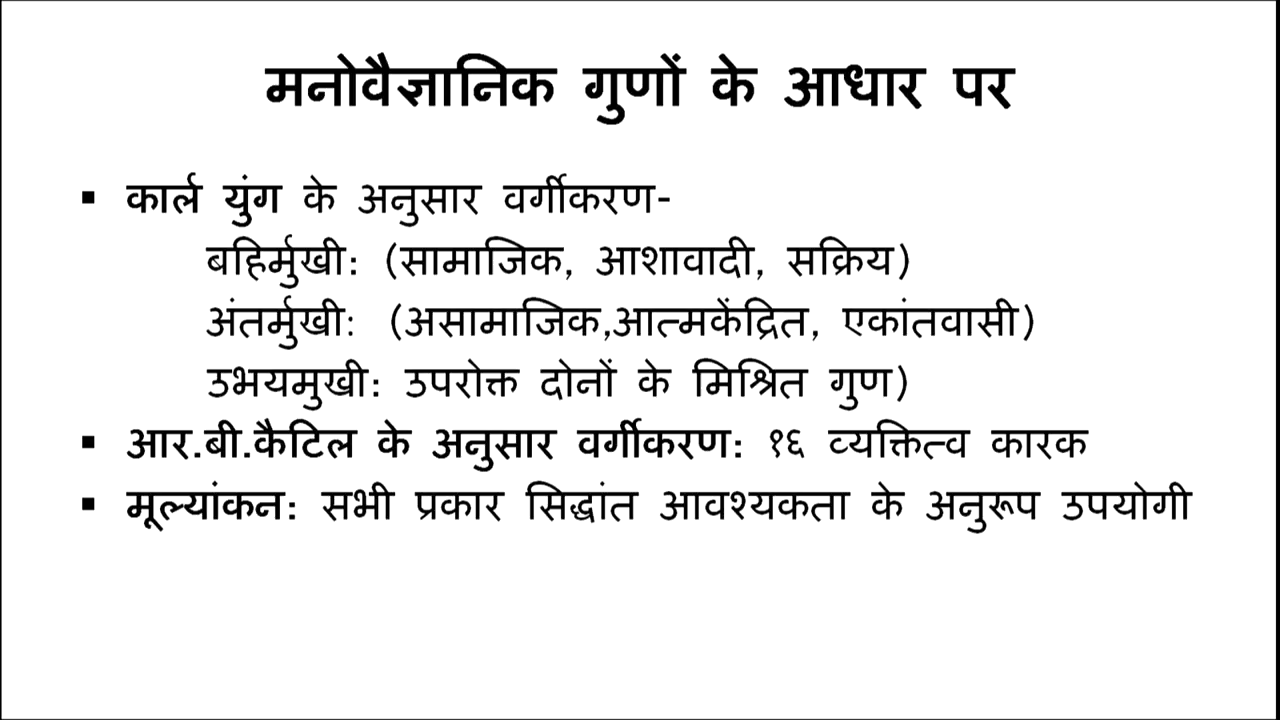 मनोवैज्ञानिक गुणों के आधार पर
▪ कार्ल युंग के अनुसार वर्गीकरण-
बहिर्मुखी: (सामाजिक, आशावादी, सक्रिय)
अंतर्मुखी: (असामाजिक,आत्मकेंद्रित, एकांतवासी)
उभयमुखी: उपरोक्त दोनों के मिश्रित गुण)
▪ आर.बी.कैटिल के अनुसार वर्गीकरण: १६ व्यक्तित्व कारक
▪ मूल्यांकन: सभी प्रकार सिद्धांत आवश्यकता के अनुरूप उपयोगी